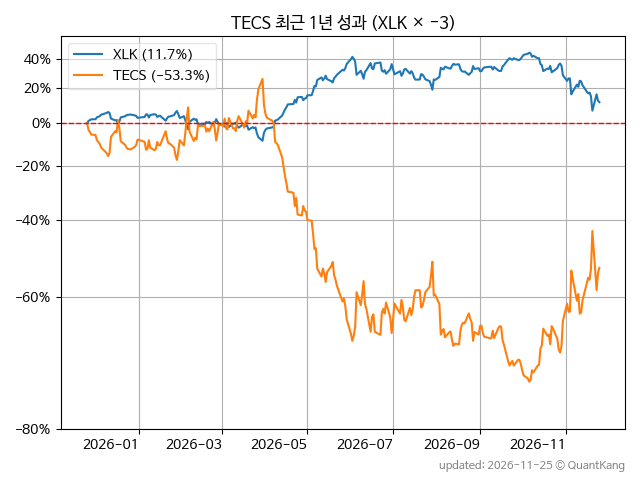 TECS 최근 1년 성과 (XLK × −3)
XLK (11.7%)
TECS (−53.3%)
40%
20%
0%
−20%
−40%
−60%
−80%
2026-01 2026-03 2026-05 2026-07 2026-09 2026-11
updated: 2026-11-25 © QuantKang